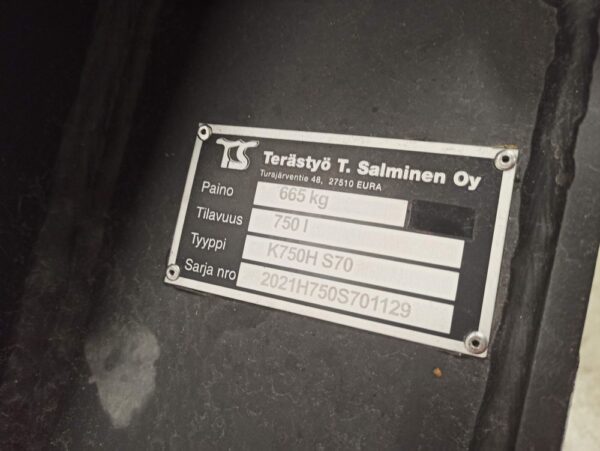 TS Terästyö T. Salminen Oy
Turajärventie 48, 27510 EURA
Paino 665 kg
Tilavuus 750 l
Tyyppi K750H S70
Sarja nro 2021H750S701129